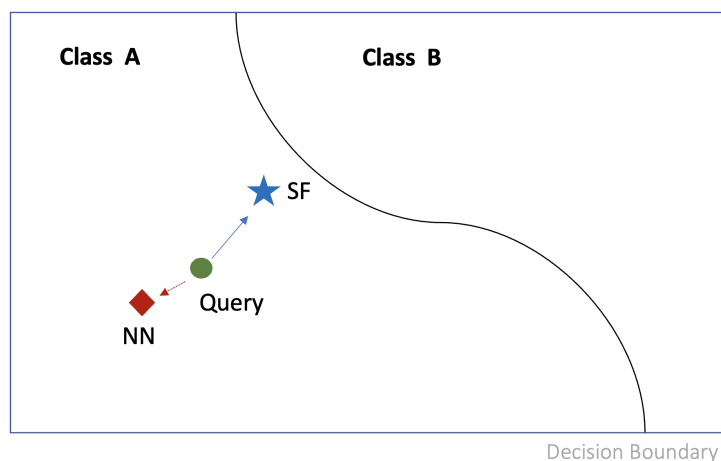 Class A
Class B
SF
Query
NN
Decision Boundary